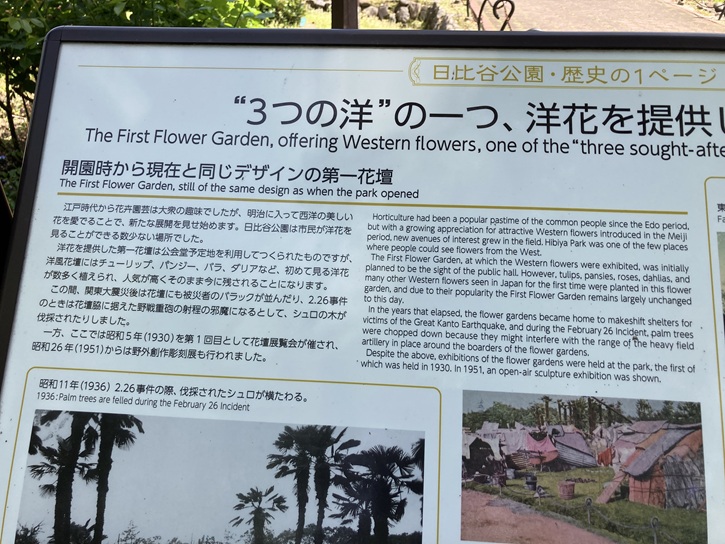 日比谷公園・歴史の1ページ
“3つの洋”の一つ、洋花を提供し
The First Flower Garden, offering Western flowers, one of the “three sought-afte
開園時から現在と同じデザインの第一花壇
The First Flower Garden, still of the same design as when the park opened
江戸時代から花卉園芸は大衆の趣味でしたが、明治に入って西洋の美しい
花を愛でることで、新たな展開を見せ始めます。日比谷公園は市民が洋花を
見ることができる数少ない場所でした。
洋花を提供した第一花壇は公会堂予定地を利用してつくられたものですが、
洋風花壇にはチューリップ、パンジー、バラ、ダリアなど、初めて見る洋花
が数多く植えられ、人気が高くそのまま今に残されることになります。
この間、関東大震災後は花壇にも被災者のバラックが並んだり、2.26事件
のときは花壇脇に据えた野戦重砲の射程の邪魔になるとして、シュロの木が
伐採されたりしました。
一方、ここでは昭和5年(1930)を第1回目として花壇展覧会が催され、
昭和26年(1951)からは野外創作彫刻展も行われました。
Horticulture had been a popular pastime of the common people since the Edo period,
but with a growing appreciation for attractive Western flowers introduced in the Meiji
period, new avenues of interest grew in the field. Hibiya Park was one of the few places
where people could see flowers from the West.
The First Flower Garden, at which the Western flowers were exhibited, was initially
planned to be the sight of the public hall. However, tulips, pansies, roses, dahlias, and
many other Western flowers seen in Japan for the first time were planted in this flower
garden, and due to their popularity the First Flower Garden remains largely unchanged
to this day.
In the years that elapsed, the flower gardens became home to makeshift shelters for
victims of the Great Kanto Earthquake, and during the February 26 Incident, palm trees
were chopped down because they might interfere with the range of the heavy field
artillery in place around the boarders of the flower gardens.
Despite the above, exhibitions of the flower gardens were held at the park, the first of
which was held in 1930. In 1951, an open-air sculpture exhibition was shown.
昭和11年(1936) 2.26事件の際、伐採されたシュロが横たわる。
1936:Palm trees are felled during the February 26 Incident